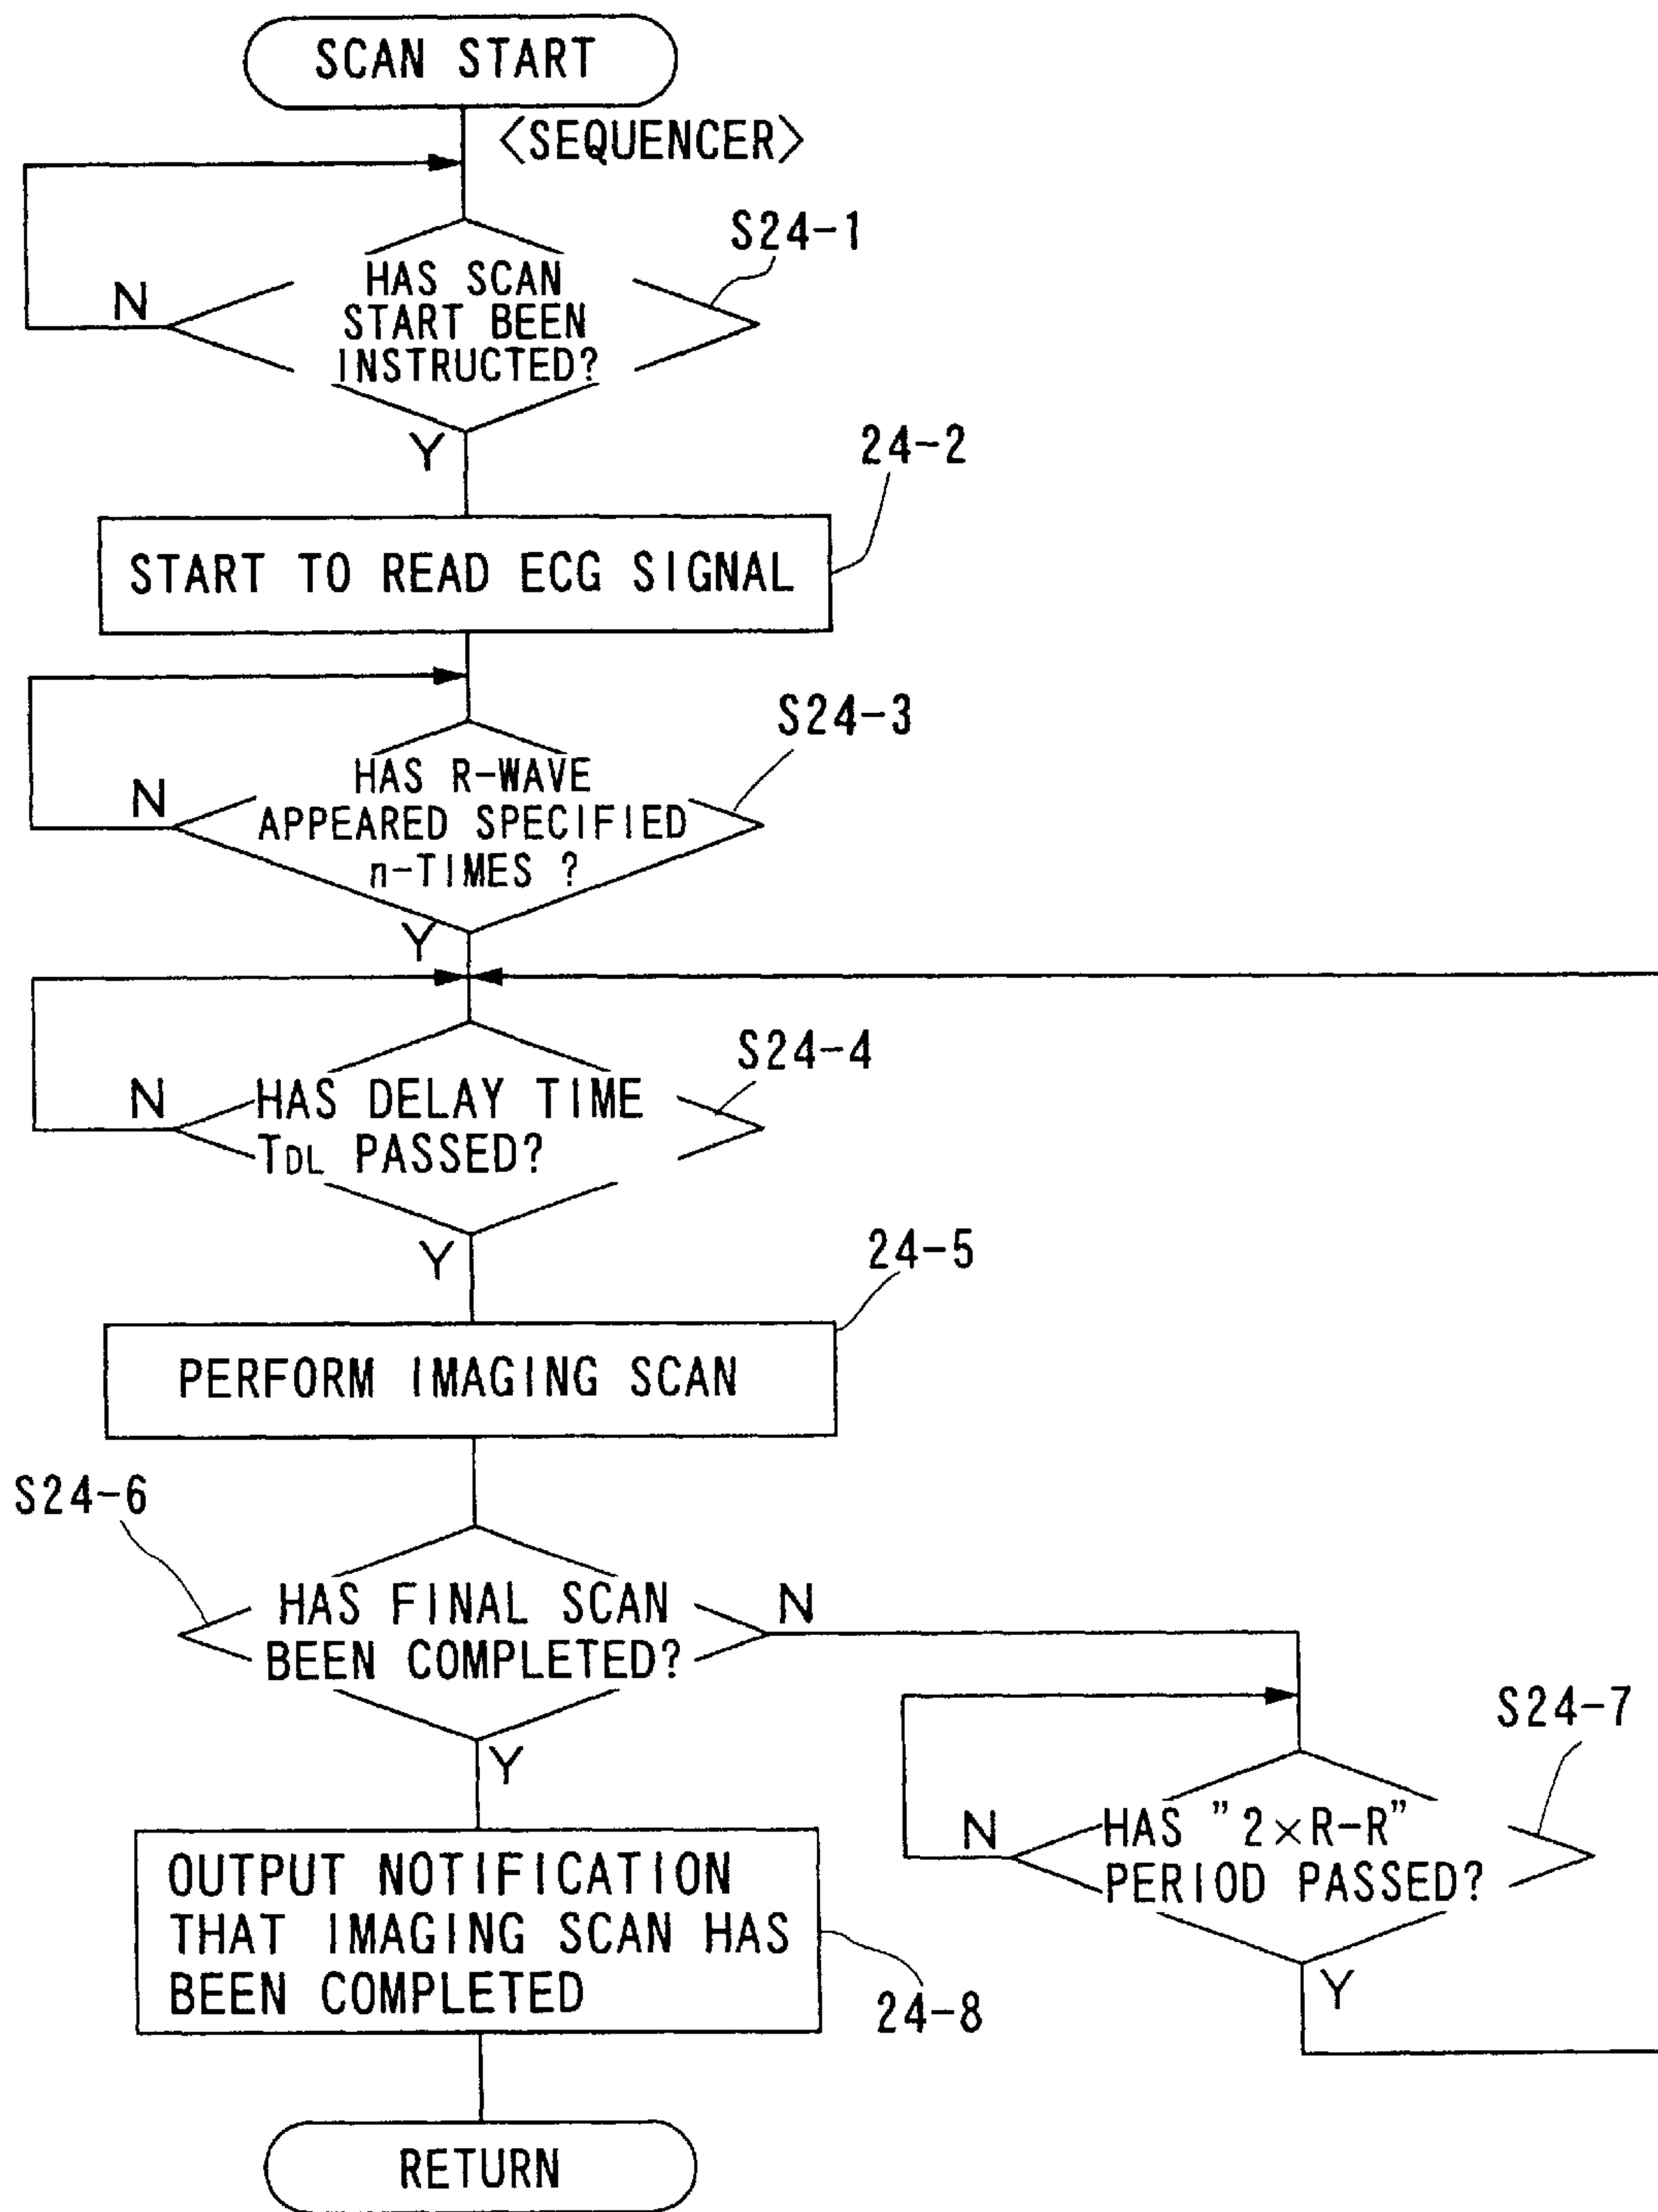 SCAN START
<SEQUENCER>
S24-1
HAS SCAN
START BEEN
INSTRUCTED?
N
Y
24-2
START TO READ ECG SIGNAL
S24-3
HAS R-WAVE
APPEARED SPECIFIED
n-TIMES ?
N
Y
S24-4
HAS DELAY TIME
TDL PASSED?
N
Y
24-5
PERFORM IMAGING SCAN
S24-6
HAS FINAL SCAN
BEEN COMPLETED?
N
Y
S24-7
HAS "2×R-R"
PERIOD PASSED?
N
Y
OUTPUT NOTIFICATION
THAT IMAGING SCAN HAS
BEEN COMPLETED
24-8
RETURN